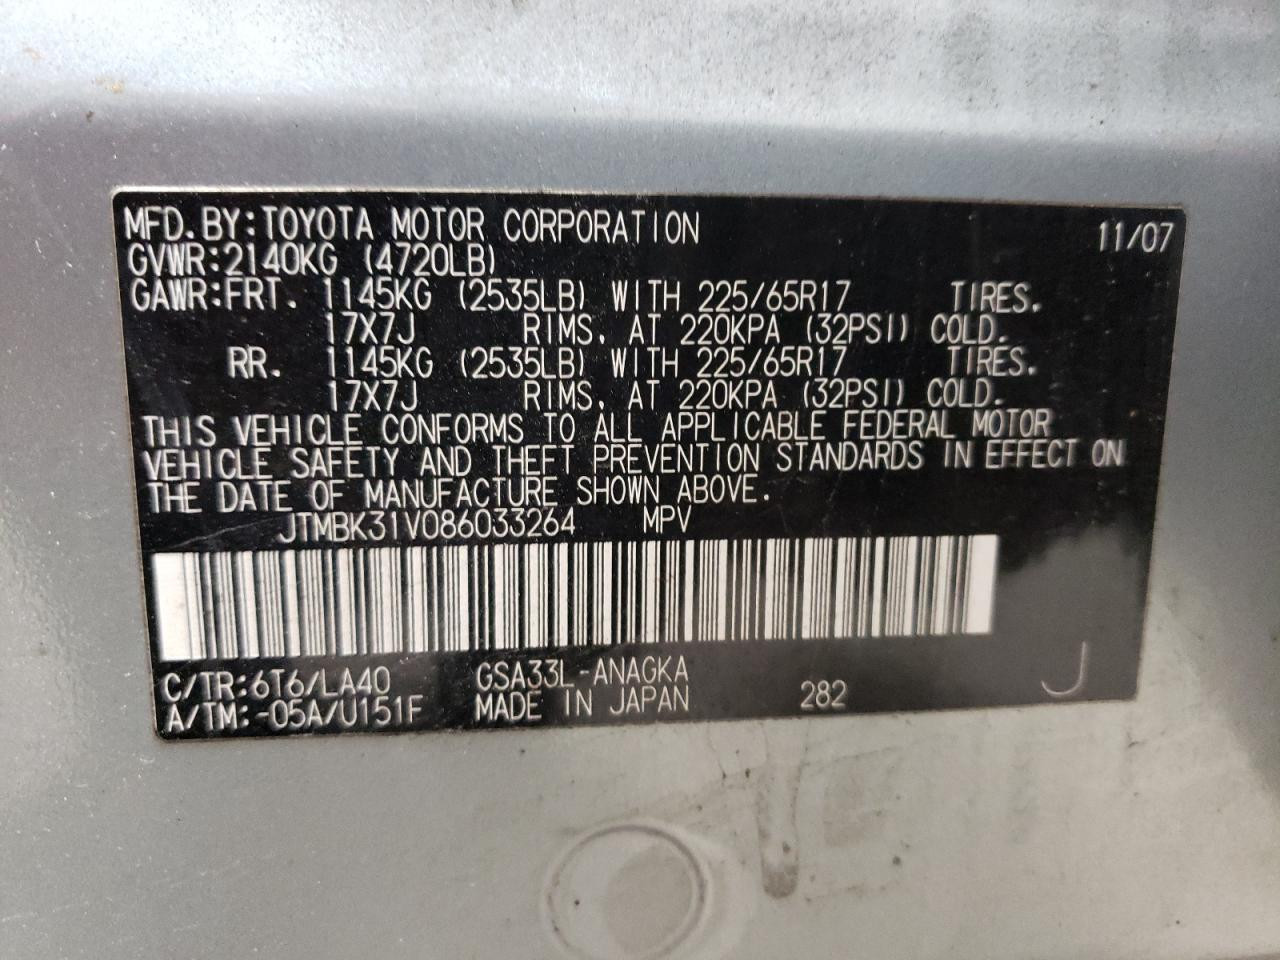 MFD.BY:TOYOTA MOTOR CORPORATION 11/07
GVWR:2140KG (4720LB)
GAWR:FRT. 1145KG (2535LB) WITH 225/65R17 TIRES.
17X7J RIMS, AT 220KPA (32PSI) COLD.
RR. 1145KG (2535LB) WITH 225/65R17 TIRES.
17X7J RIMS, AT 220KPA (32PSI) COLD.
THIS VEHICLE CONFORMS TO ALL APPLICABLE FEDERAL MOTOR
VEHICLE SAFETY AND THEFT PREVENTION STANDARDS IN EFFECT ON
THE DATE OF MANUFACTURE SHOWN ABOVE.
JTMBK31V086033264 MPV
C/TR:6T6/LA40 GSA33L-ANAGKA
A/TM:-05A/U151F MADE IN JAPAN 282 J